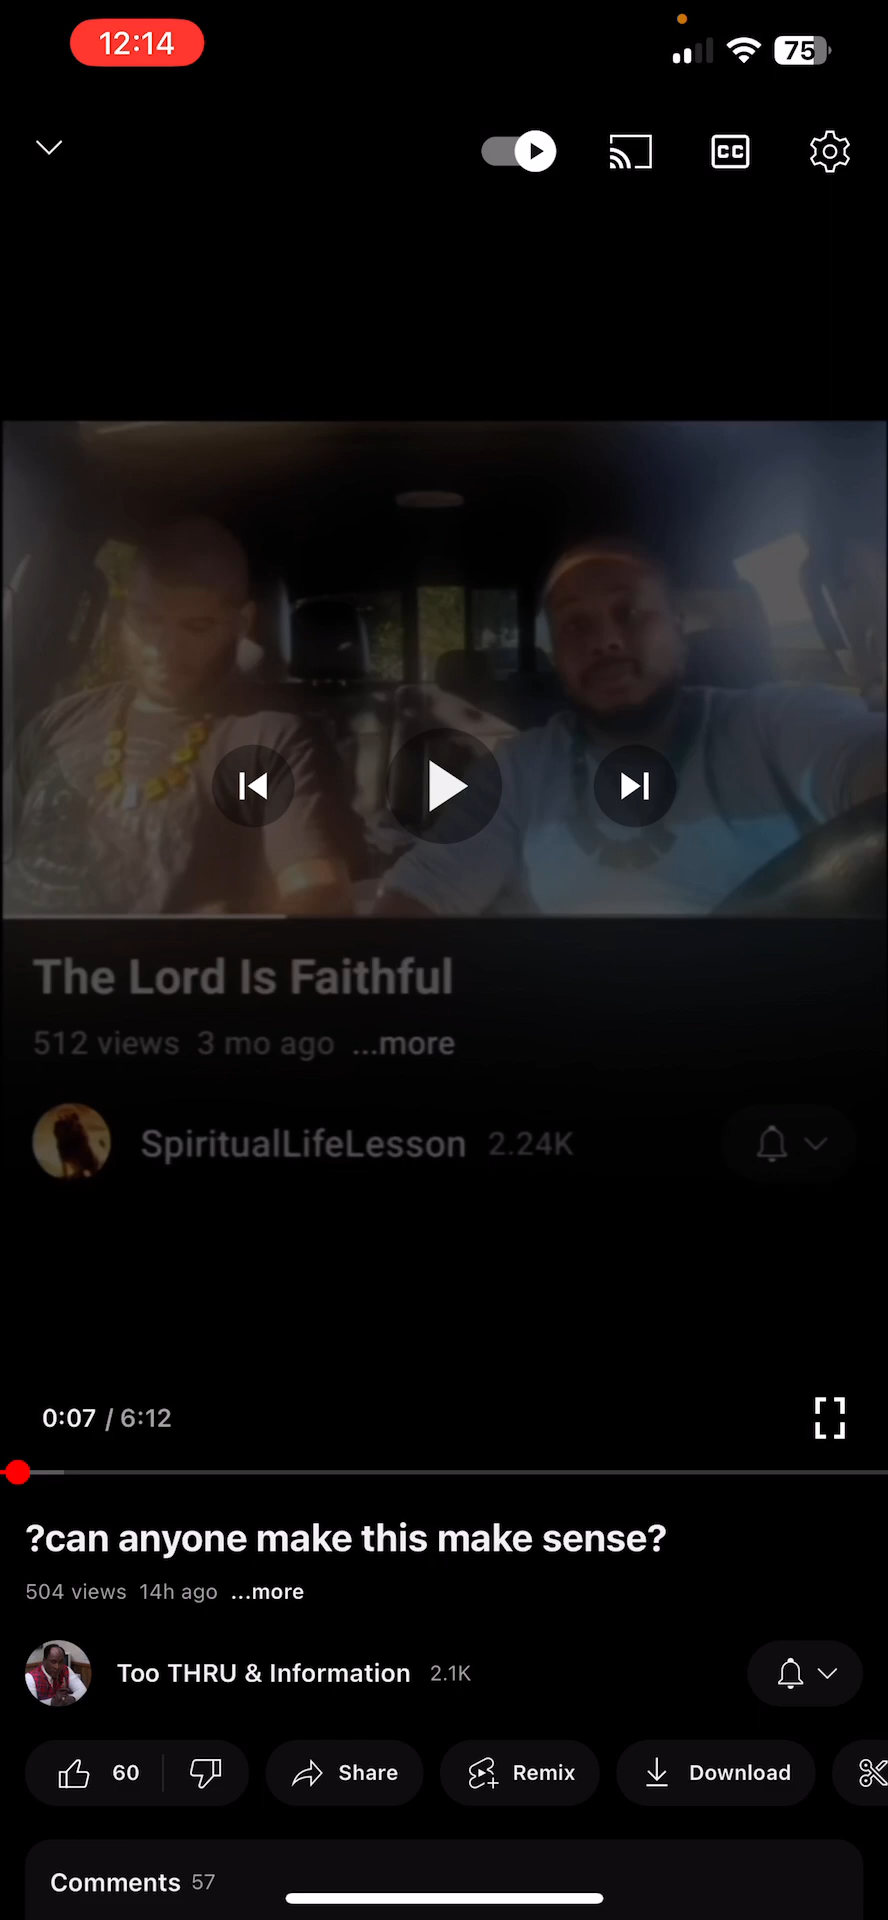 12:14
75
CC
The Lord Is Faithful
512 views 3 mo ago ...more
SpiritualLifeLesson 2.24K
0:07 / 6:12
?can anyone make this make sense?
504 views 14h ago ...more
Too THRU & Information 2.1K
60 Share Remix Download
Comments 57